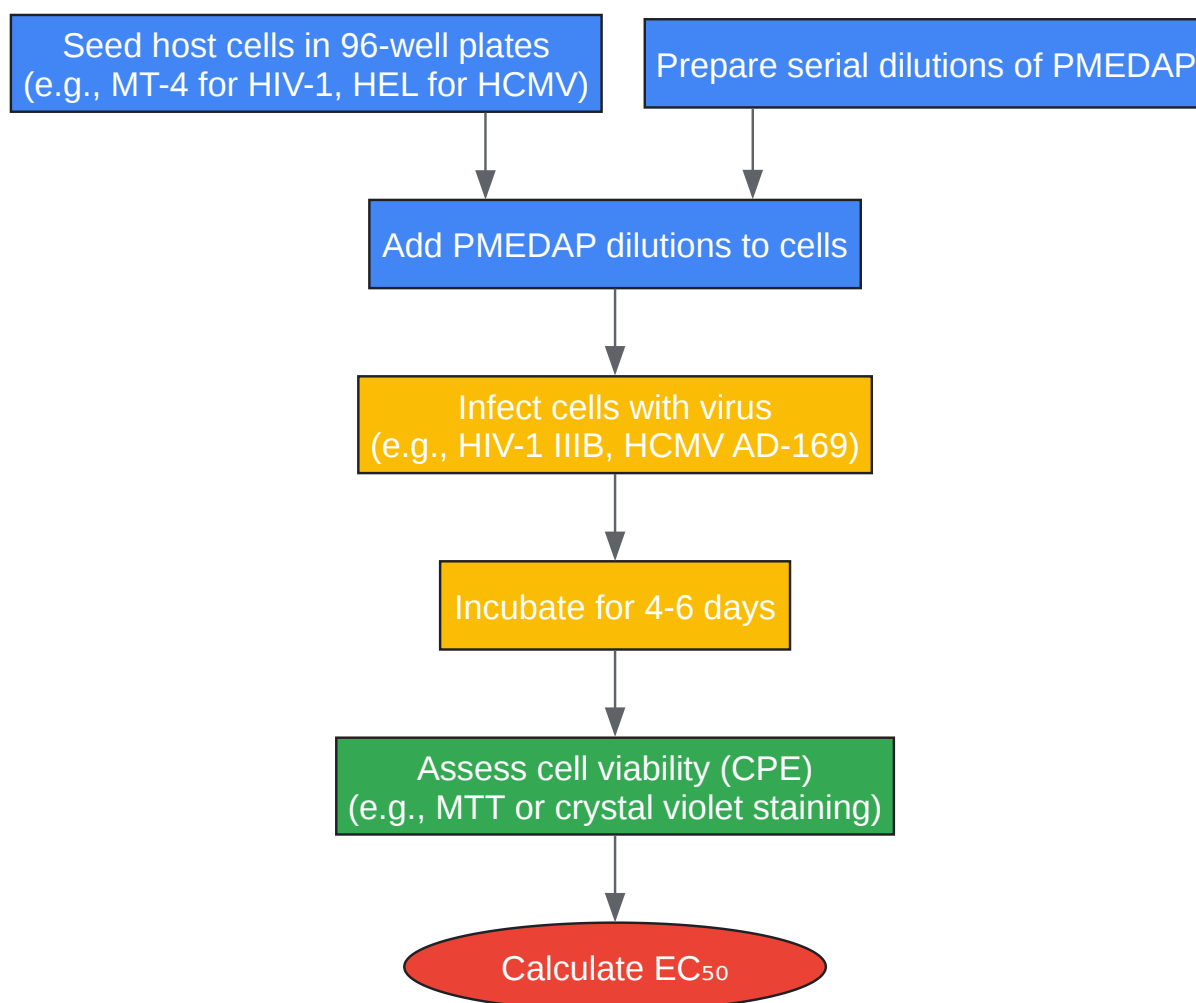 Seed host cells in 96-well plates
(e.g., MT-4 for HIV-1, HEL for HCMV)
Prepare serial dilutions of PMEDAP
Add PMEDAP dilutions to cells
Infect cells with virus
(e.g., HIV-1 IIIB, HCMV AD-169)
Incubate for 4-6 days
Assess cell viability (CPE)
(e.g., MTT or crystal violet staining)
Calculate EC₅₀